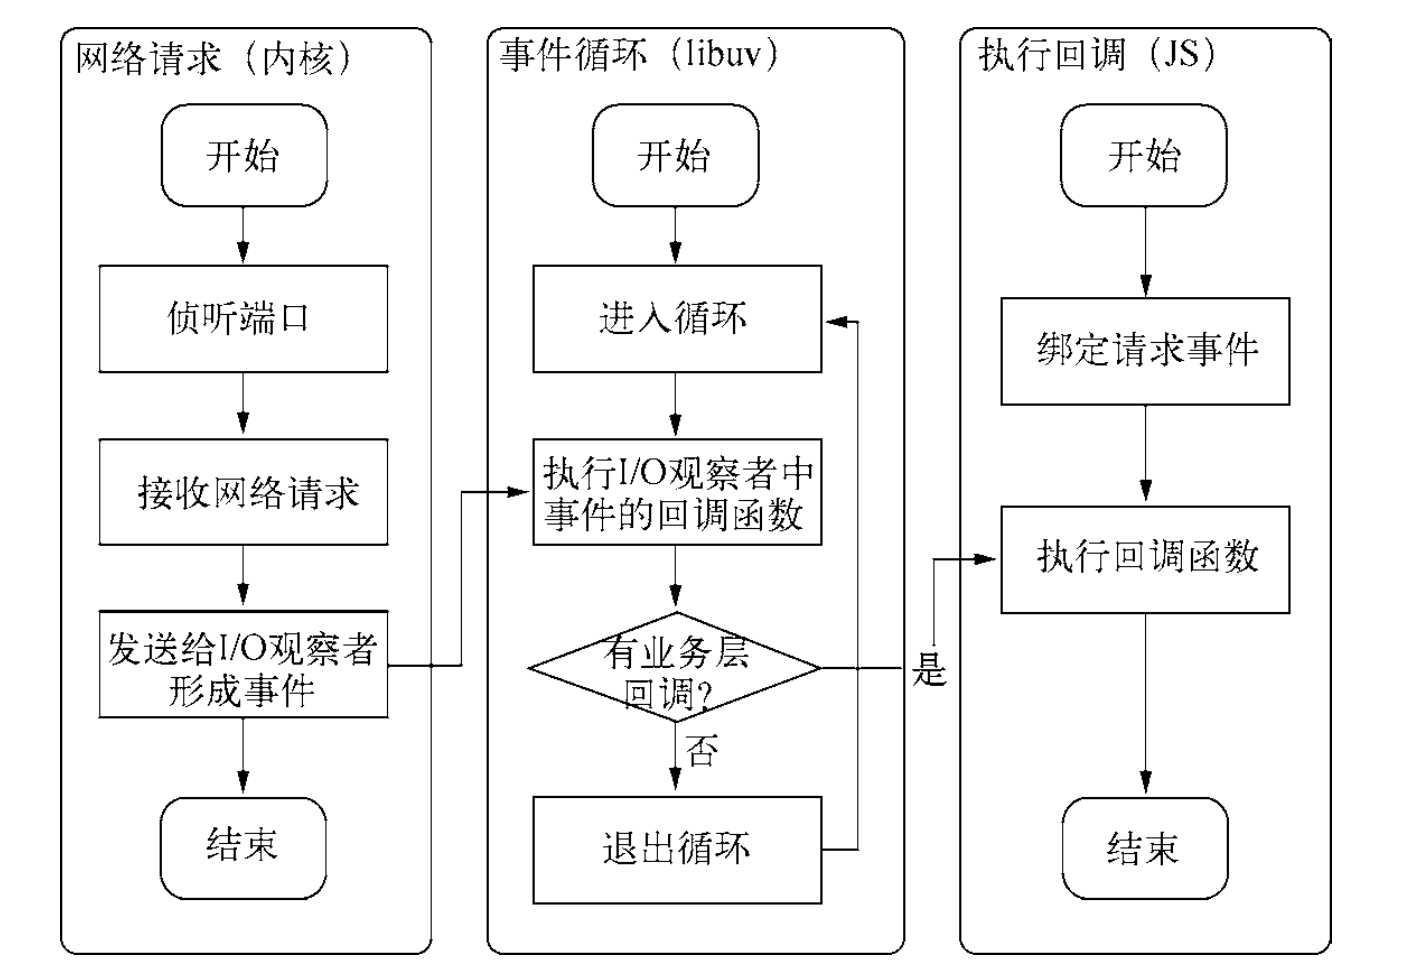 网络请求（内核）
开始
侦听端口
接收网络请求
发送给I/O观察者
形成事件
结束
事件循环（libuv）
开始
进入循环
执行I/O观察者中
事件的回调函数
有业务层
回调?
是
否
退出循环
执行回调（JS）
开始
绑定请求事件
执行回调函数
结束